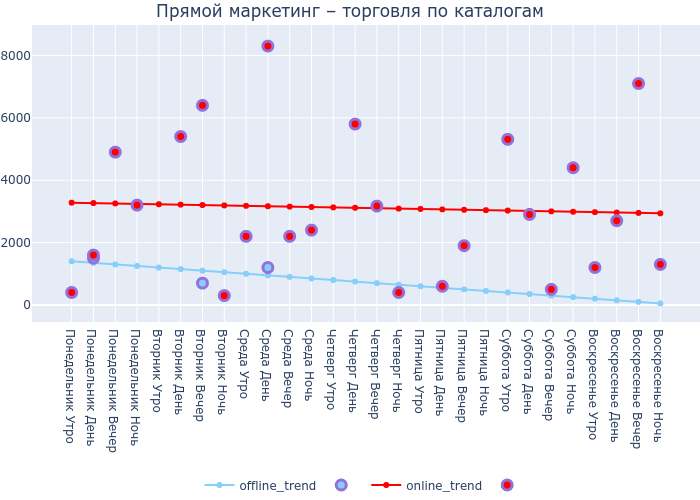 Прямой маркетинг – торговля по каталогам
8000
6000
4000
2000
0
Понедельник Утро
Понедельник День
Понедельник Вечер
Понедельник Ночь
Вторник Утро
Вторник День
Вторник Вечер
Вторник Ночь
Среда Утро
Среда День
Среда Вечер
Среда Ночь
Четверг Утро
Четверг День
Четверг Вечер
Четверг Ночь
Пятница Утро
Пятница День
Пятница Вечер
Пятница Ночь
Суббота Утро
Суббота День
Суббота Вечер
Суббота Ночь
Воскресенье Утро
Воскресенье День
Воскресенье Вечер
Воскресенье Ночь
offline_trend
online_trend